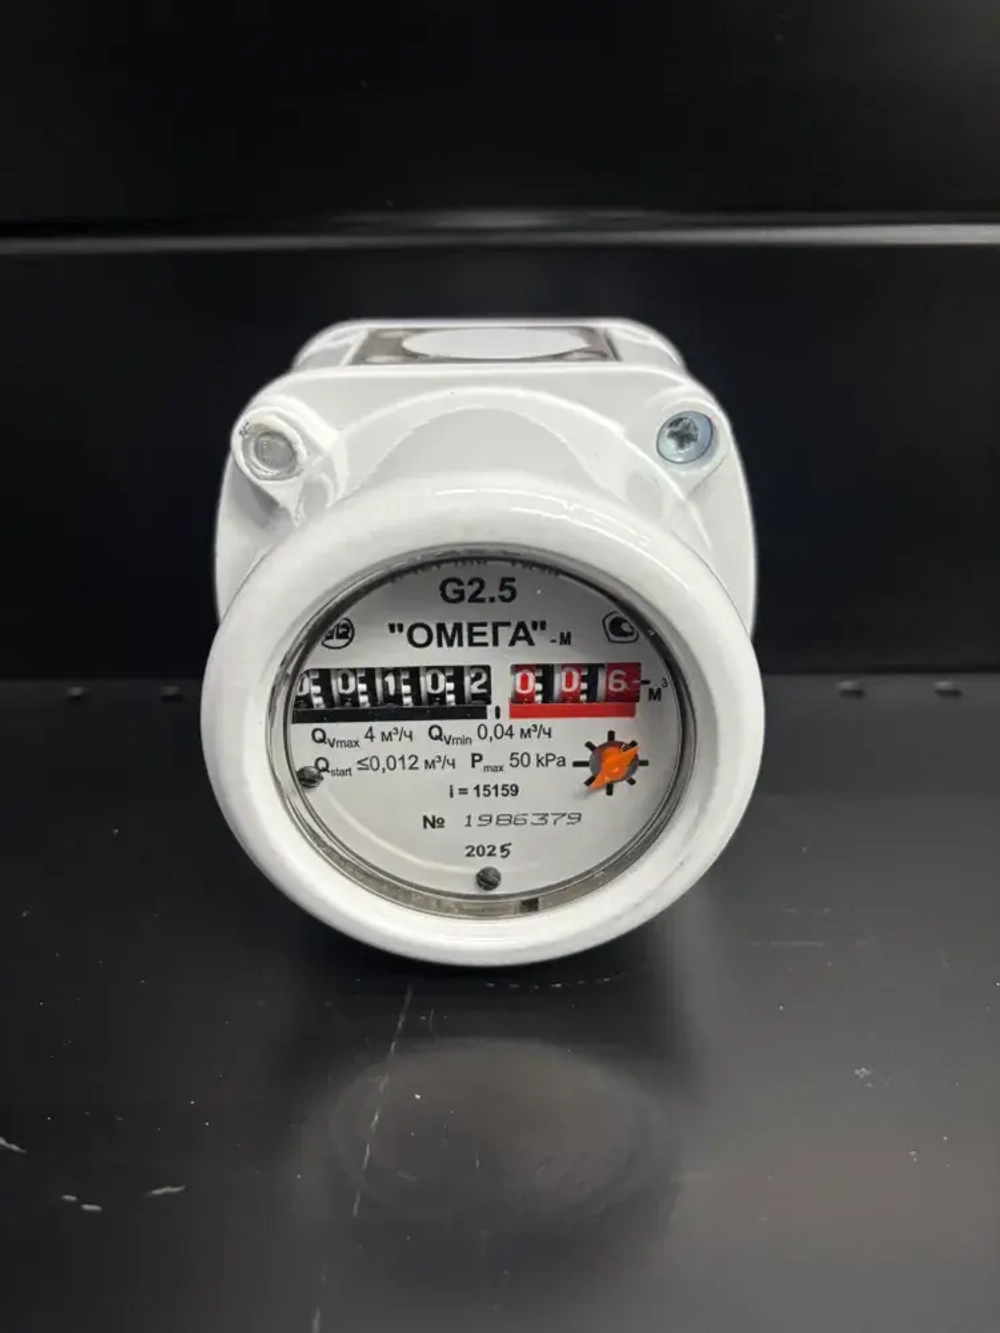 G2.5
"ОМЕГА"-М
00102 006 м³
QVmax 4 м³/ч QVmin 0,04 м³/ч
Qstart ≤0,012 м³/ч Pmax 50 kPa
i = 15159
№ 1986379
2025